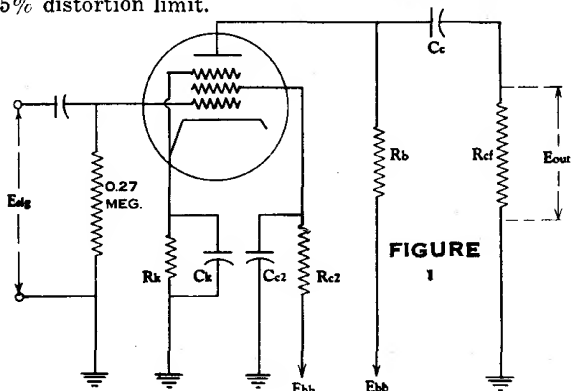 5% distortion limit.
Cc
Esig
0.27
MEG.
Rb
Rcf
Eout
FIGURE
1
Rk
Ck
Cc2
Rc2
Ebb
Ebb